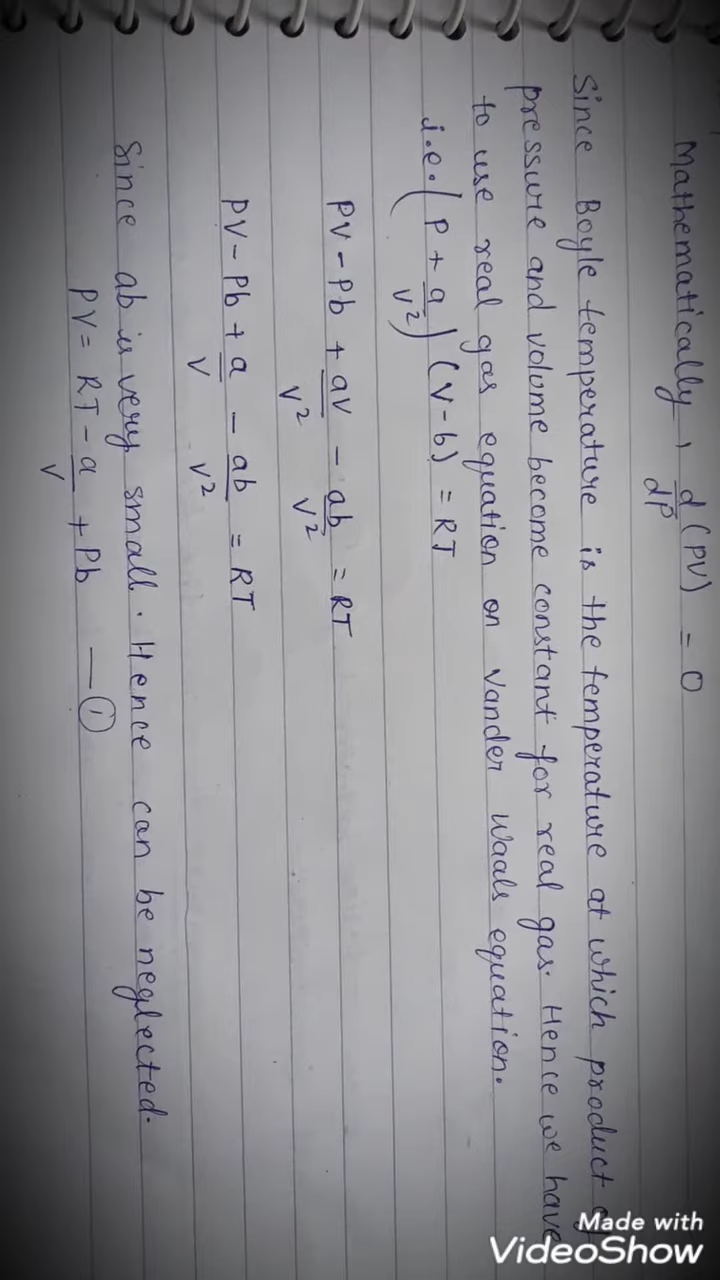 Mathematically, d/dP (PV) = 0
Since Boyle temperature is the temperature at which product of
pressure and volume become constant for real gas. Hence we have
to use real gas equation on Vander Waals equation.
i.e. (P + a/V²) (V-b) = RT
PV - Pb + av/V² - ab/V² = RT
PV - Pb + a/V - ab/V² = RT
Since ab is very small. Hence can be neglected.
PV = RT - a/V + Pb — ①
Made with
VideoShow